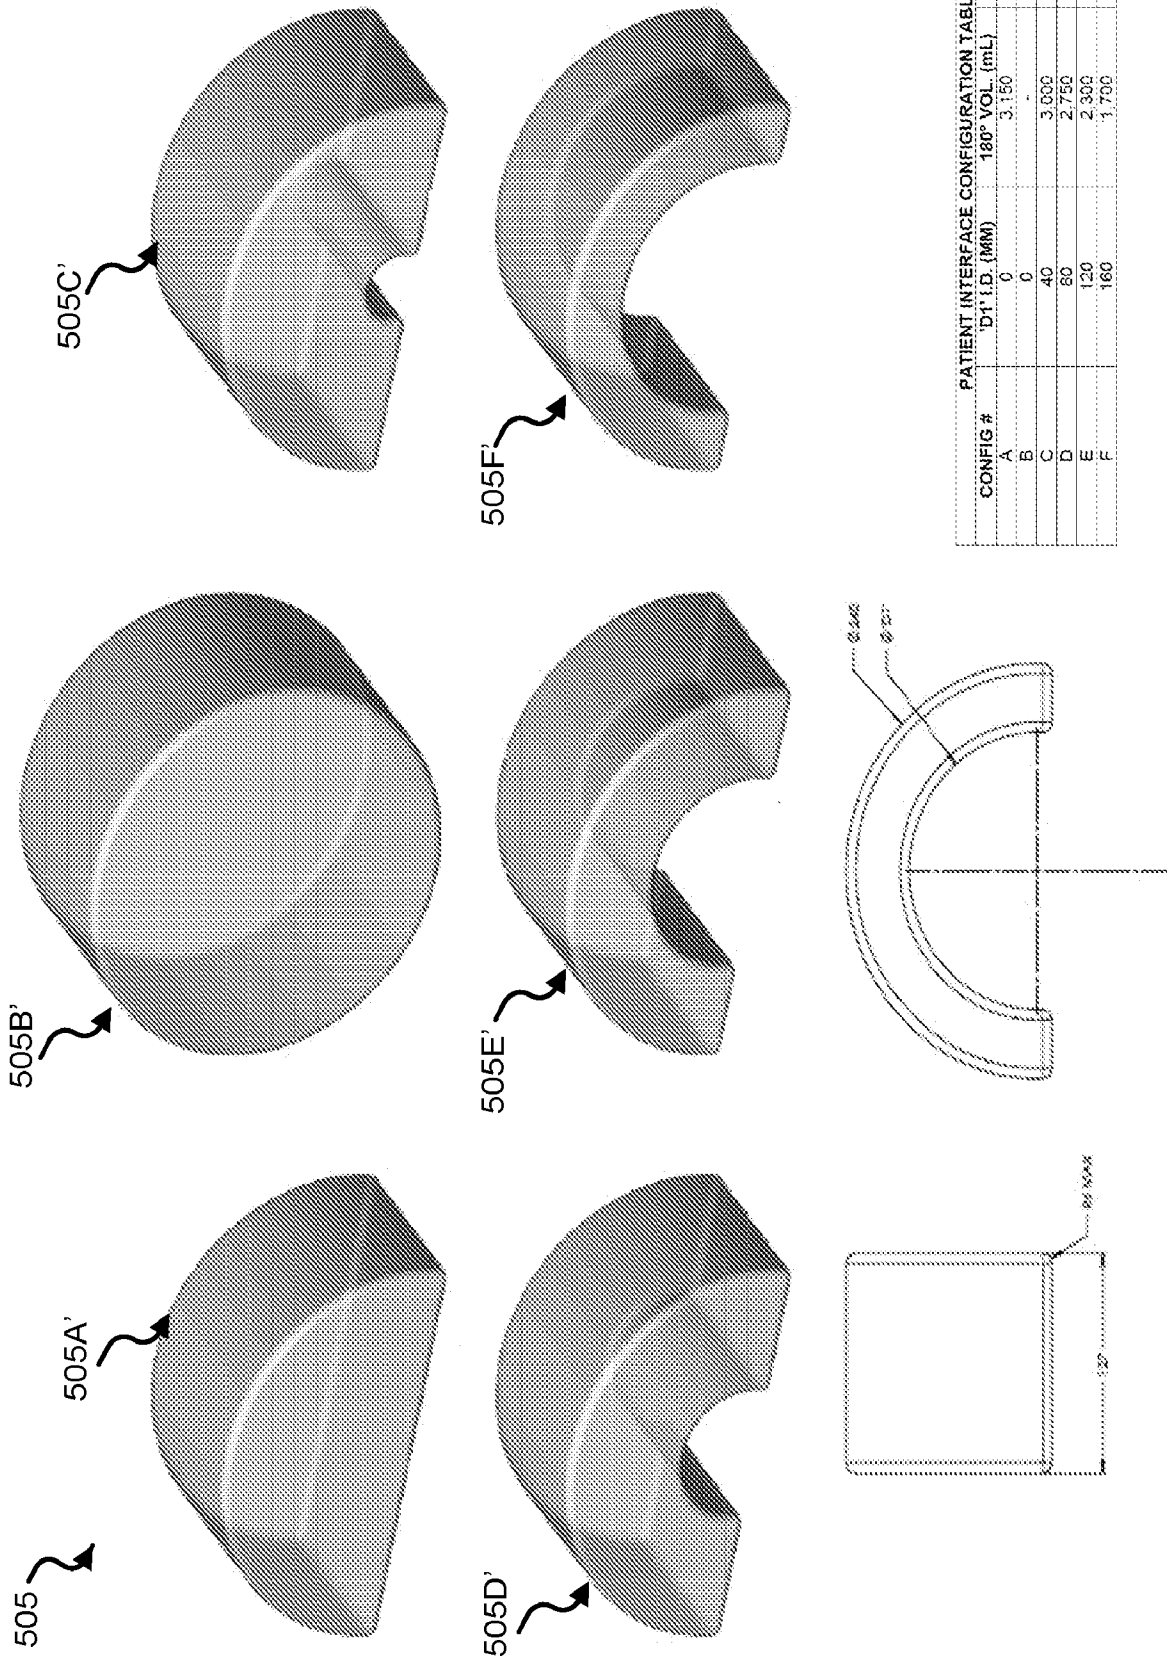 505
505A'
505B'
505C'
505D'
505E'
505F'
PATIENT INTERFACE CONFIGURATION TABL
CONFIG # 'D1' I.D. (MM) 180° VOL. (mL)
A 0 3,150
B 0 -
C 40 3,000
D 80 2,750
E 120 2,300
F 160 1,700